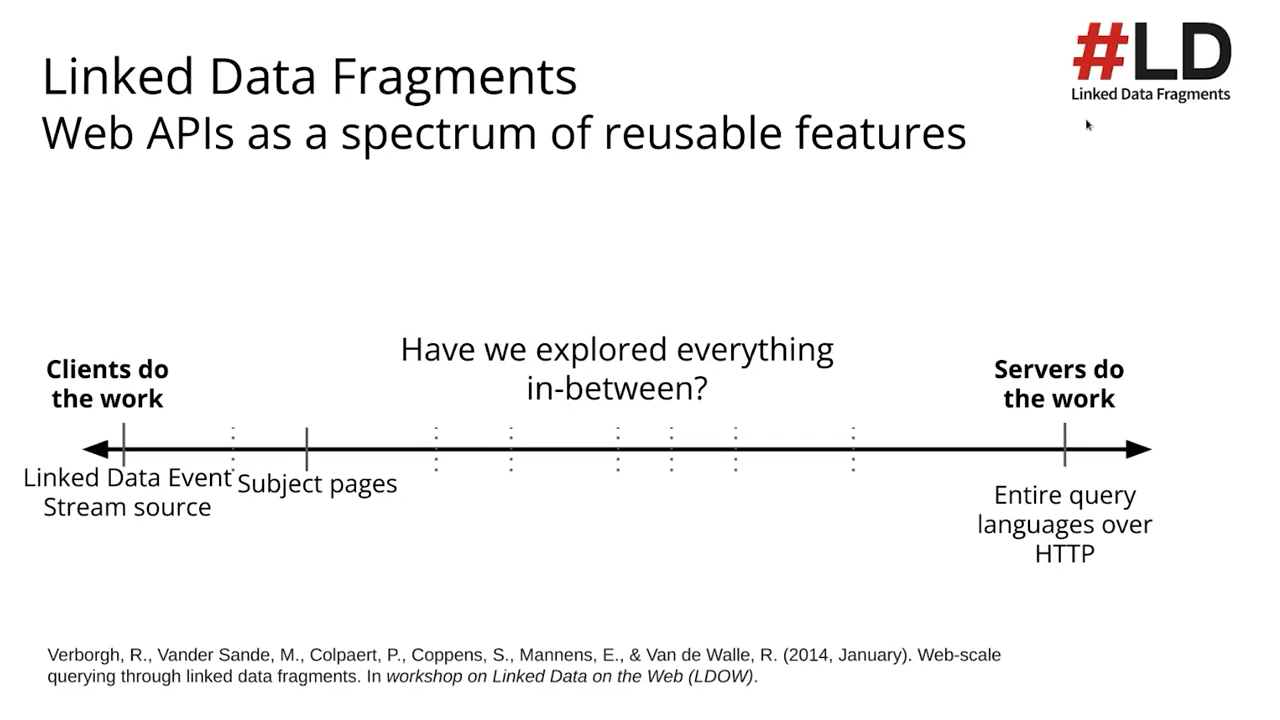 #LD
Linked Data Fragments
Linked Data Fragments
Web APIs as a spectrum of reusable features
Have we explored everything
in-between?
Clients do
the work
Servers do
the work
Linked Data Event
Stream source
Subject pages
Entire query
languages over
HTTP
Verborgh, R., Vander Sande, M., Colpaert, P., Coppens, S., Mannens, E., & Van de Walle, R. (2014, January). Web-scale
querying through linked data fragments. In workshop on Linked Data on the Web (LDOW).